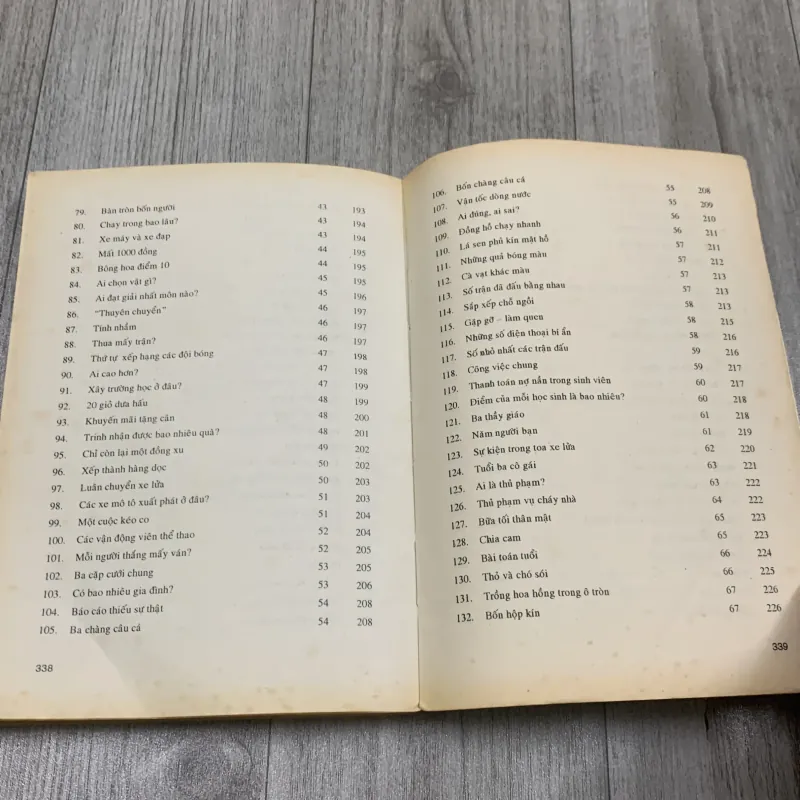 79. Bàn tròn bốn người 43 193
80. Chạy trong bao lâu? 43 194
81. Xe máy và xe đạp 43 194
82. Mất 1000 đồng 44 195
83. Bông hoa điểm 10 44 195
84. Ai chọn vật gì? 45 195
85. Ai đạt giải nhất môn nào? 45 196
86. "Thuyên chuyển" 46 197
87. Tính nhầm 46 197
88. Thua mấy trận? 46 197
89. Thứ tự xếp hạng các đội bóng 47 198
90. Ai cao hơn? 47 198
91. Xây trường học ở đâu? 47 199
92. 20 giỏ dưa hấu 48 199
93. Khuyến mãi tặng cân 48 200
94. Trinh nhận được bao nhiêu quả? 48 201
95. Chỉ còn lại một đồng xu 49 202
96. Xếp thành hàng dọc 50 202
97. Luân chuyển xe lửa 50 203
98. Các xe mô tô xuất phát ở đâu? 51 203
99. Một cuộc kéo co 51 204
100. Các vận động viên thể thao 52 204
101. Mỗi người thắng mấy ván? 52 205
102. Ba cặp cưới chung 53 205
103. Có bao nhiêu gia đình? 53 206
104. Báo cáo thiếu sự thật 54 208
105. Ba chàng câu cá 54 208
338
106. Bốn chàng câu cá 55 208
107. Vận tốc dòng nước 55 209
108. Ai đúng, ai sai? 56 210
109. Đồng hồ chạy nhanh 56 211
110. Lá sen phủ kín mặt hồ 57 211
111. Những quả bóng màu 57 212
112. Cà vạt khác màu 57 213
113. Số trận đã đấu bằng nhau 57 213
114. Sắp xếp chỗ ngồi 58 213
115. Gặp gỡ – làm quen 58 215
116. Những số điện thoại bí ẩn 58 216
117. Số nhỏ nhất các trận đấu 59 216
118. Công việc chung 59 217
119. Thanh toán nợ nần trong sinh viên 60 217
120. Điểm của mỗi học sinh là bao nhiêu? 60 218
121. Ba thầy giáo 61 218
122. Năm người bạn 61 219
123. Sự kiện trong toa xe lửa 62 220
124. Tuổi ba cô gái 63 221
125. Ai là thủ phạm? 63 222
126. Thủ phạm vụ cháy nhà 64 222
127. Bữa tối thân mật 65 223
128. Chia cam 65 223
129. Bài toán tuổi 66 224
130. Thỏ và chó sói 66 225
131. Trồng hoa hồng trong ô tròn 67 226
132. Bốn hộp kín 67 226
339